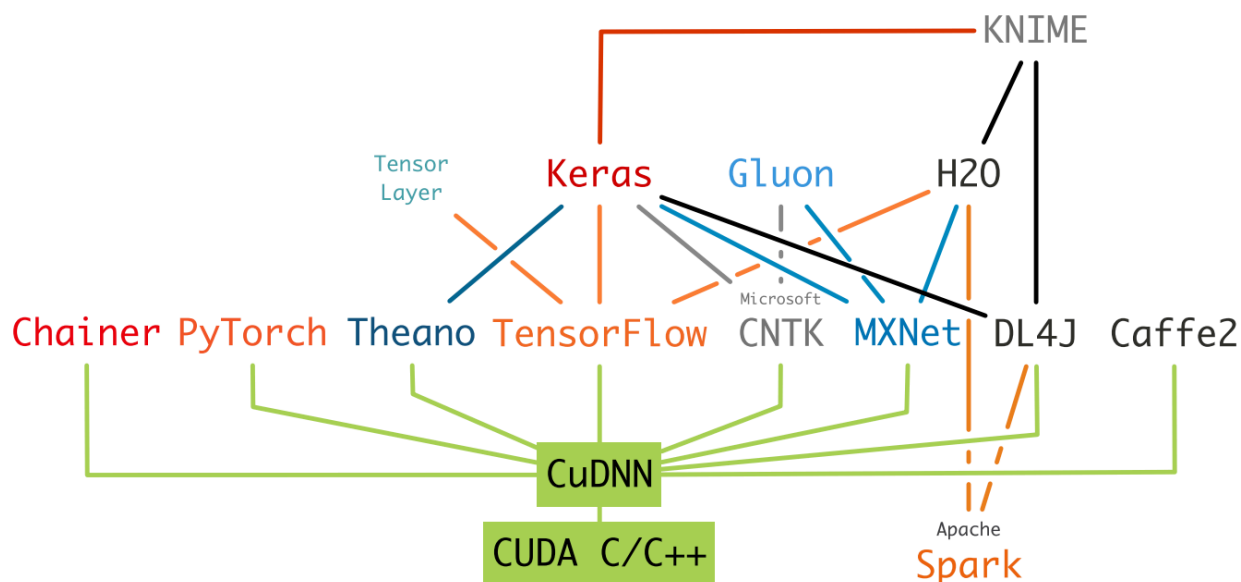 KNIME
Tensor
Layer
Keras
Gluon
H2O
Microsoft
Chainer
PyTorch
Theano
TensorFlow
CNTK
MXNet
DL4J
Caffe2
CuDNN
CUDA C/C++
Apache
Spark